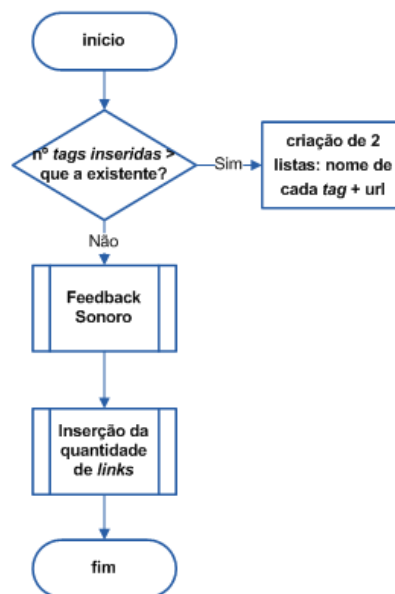 início
nº tags inseridas >
que a existente?
Sim
criação de 2
listas: nome de
cada tag + url
Não
Feedback
Sonoro
Inserção da
quantidade
de links
fim